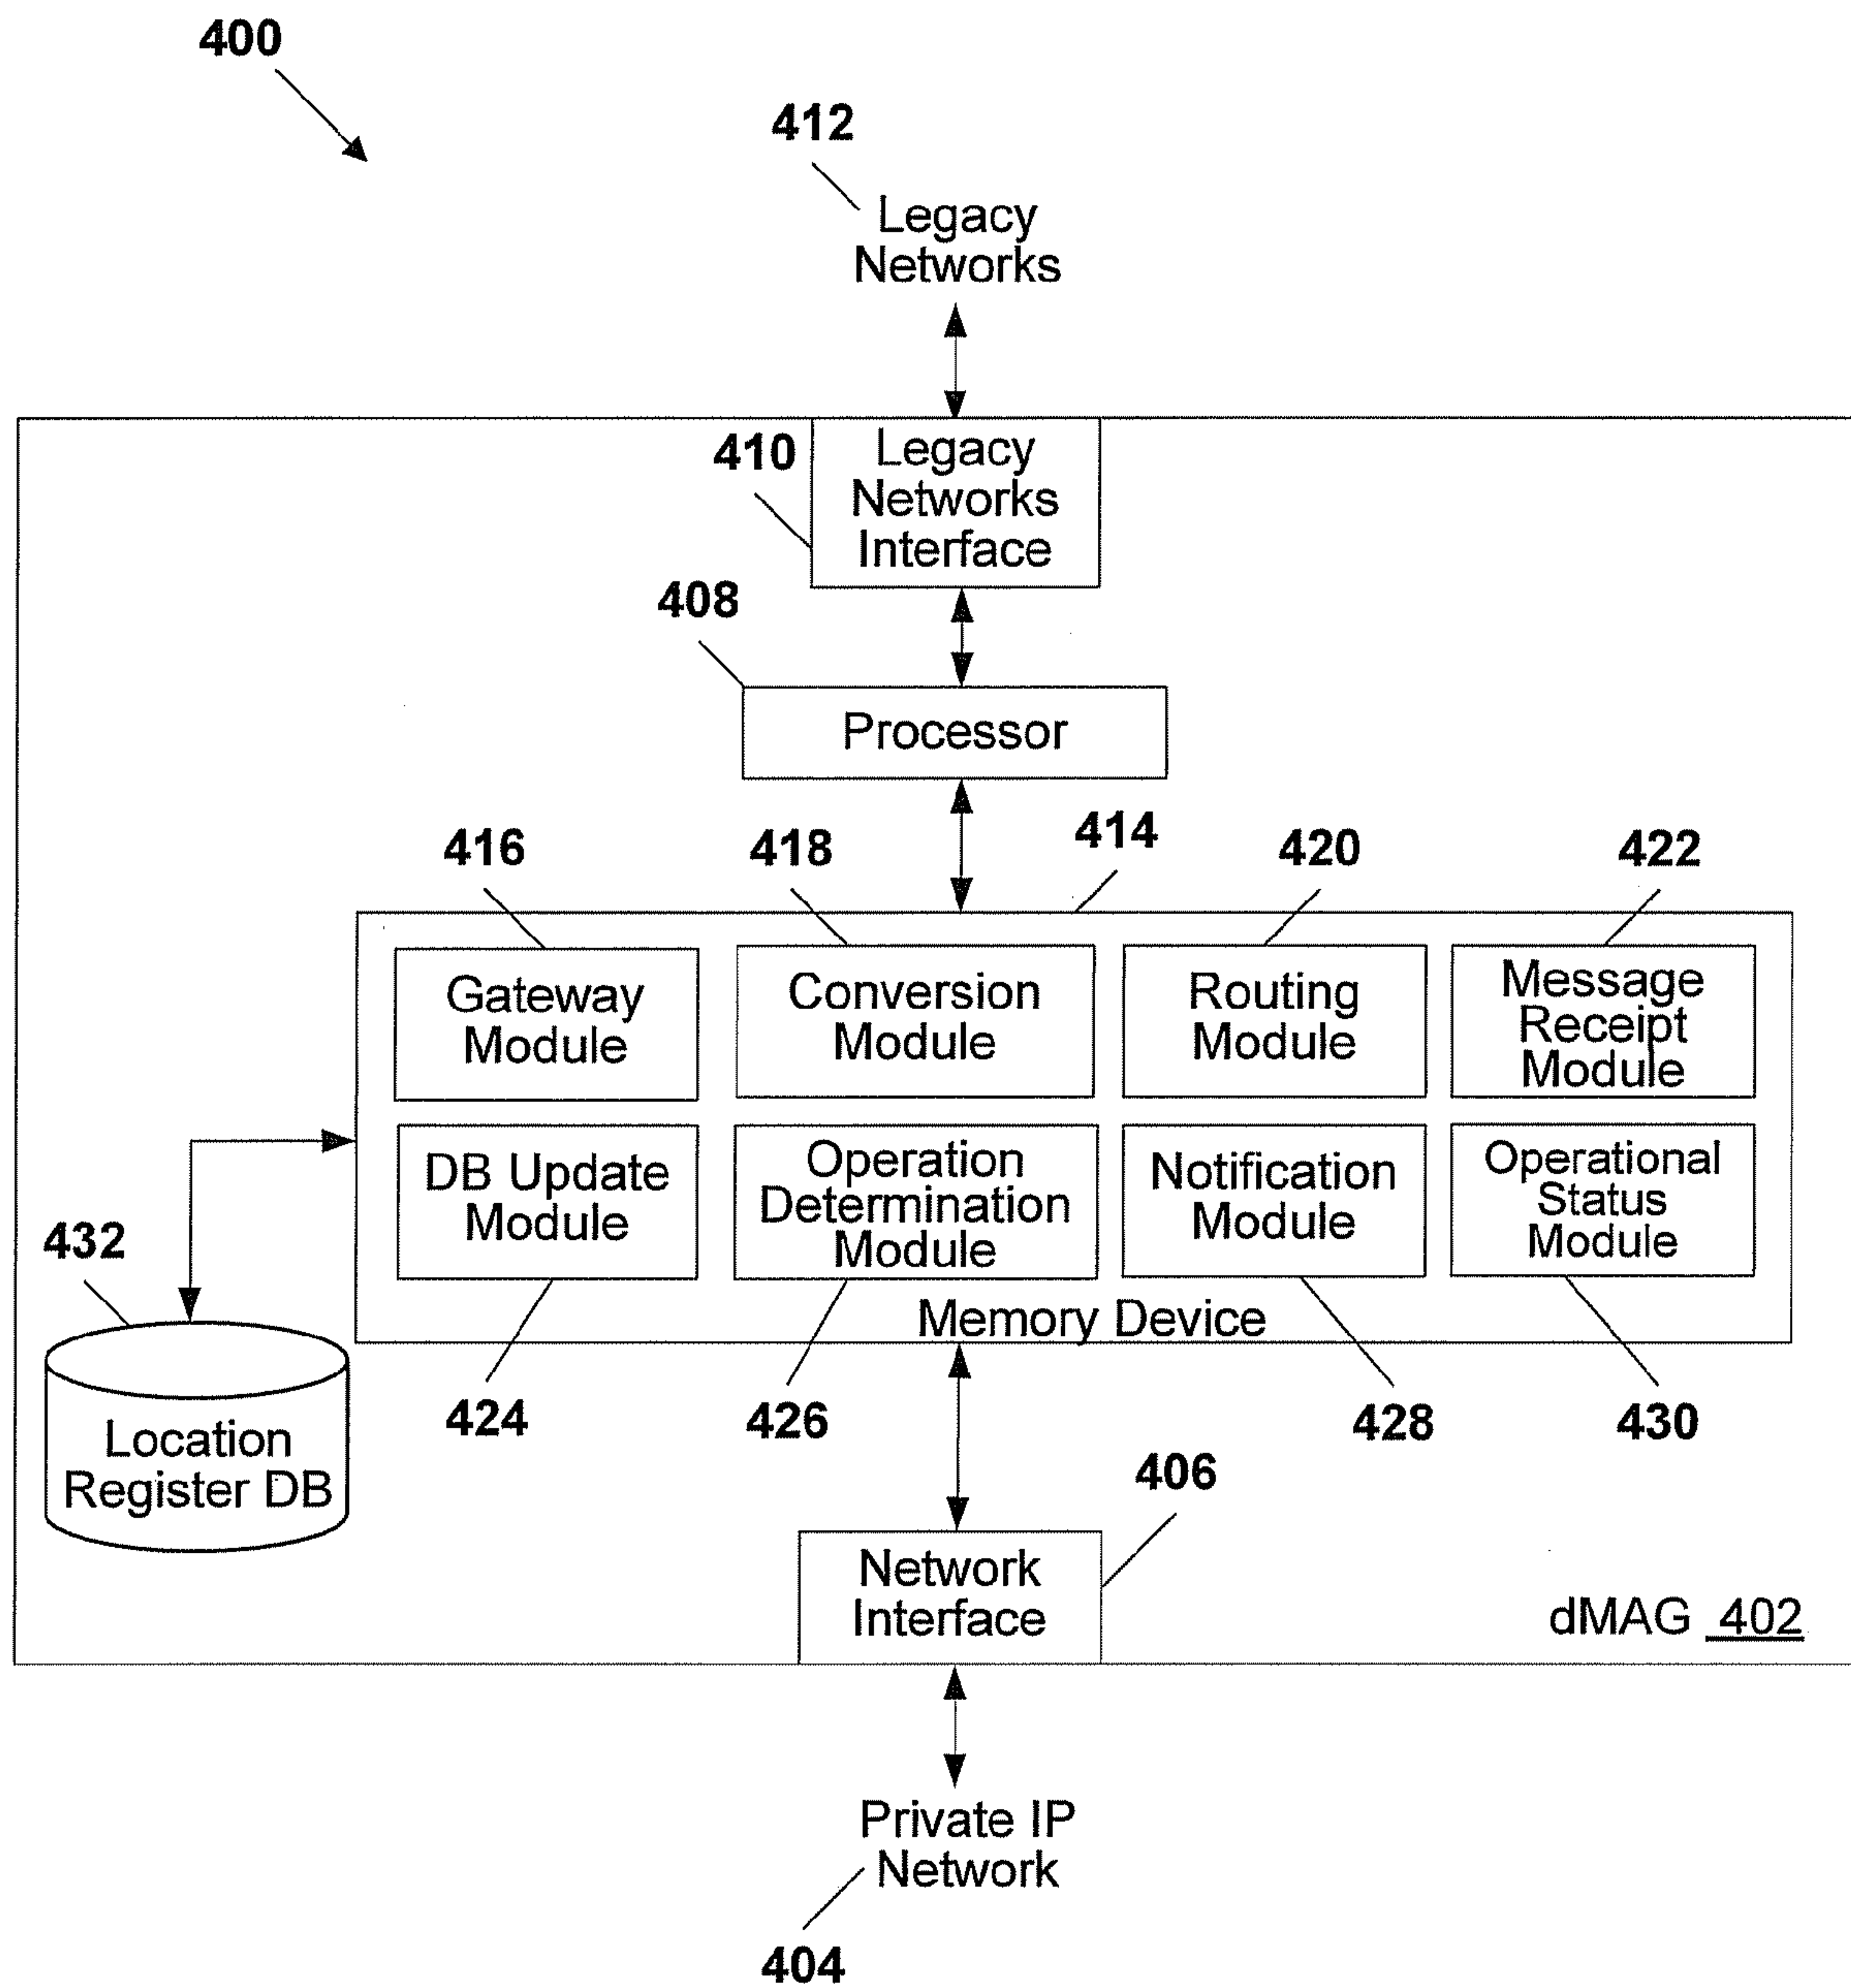 400
412
Legacy
Networks
410
Legacy
Networks
Interface
408
Processor
414
416
418
420
422
Gateway
Module
Conversion
Module
Routing
Module
Message
Receipt
Module
DB Update
Module
Operation
Determination
Module
Notification
Module
Operational
Status
Module
Memory Device
432
Location
Register DB
424
426
428
430
406
Network
Interface
dMAG 402
Private IP
Network
404